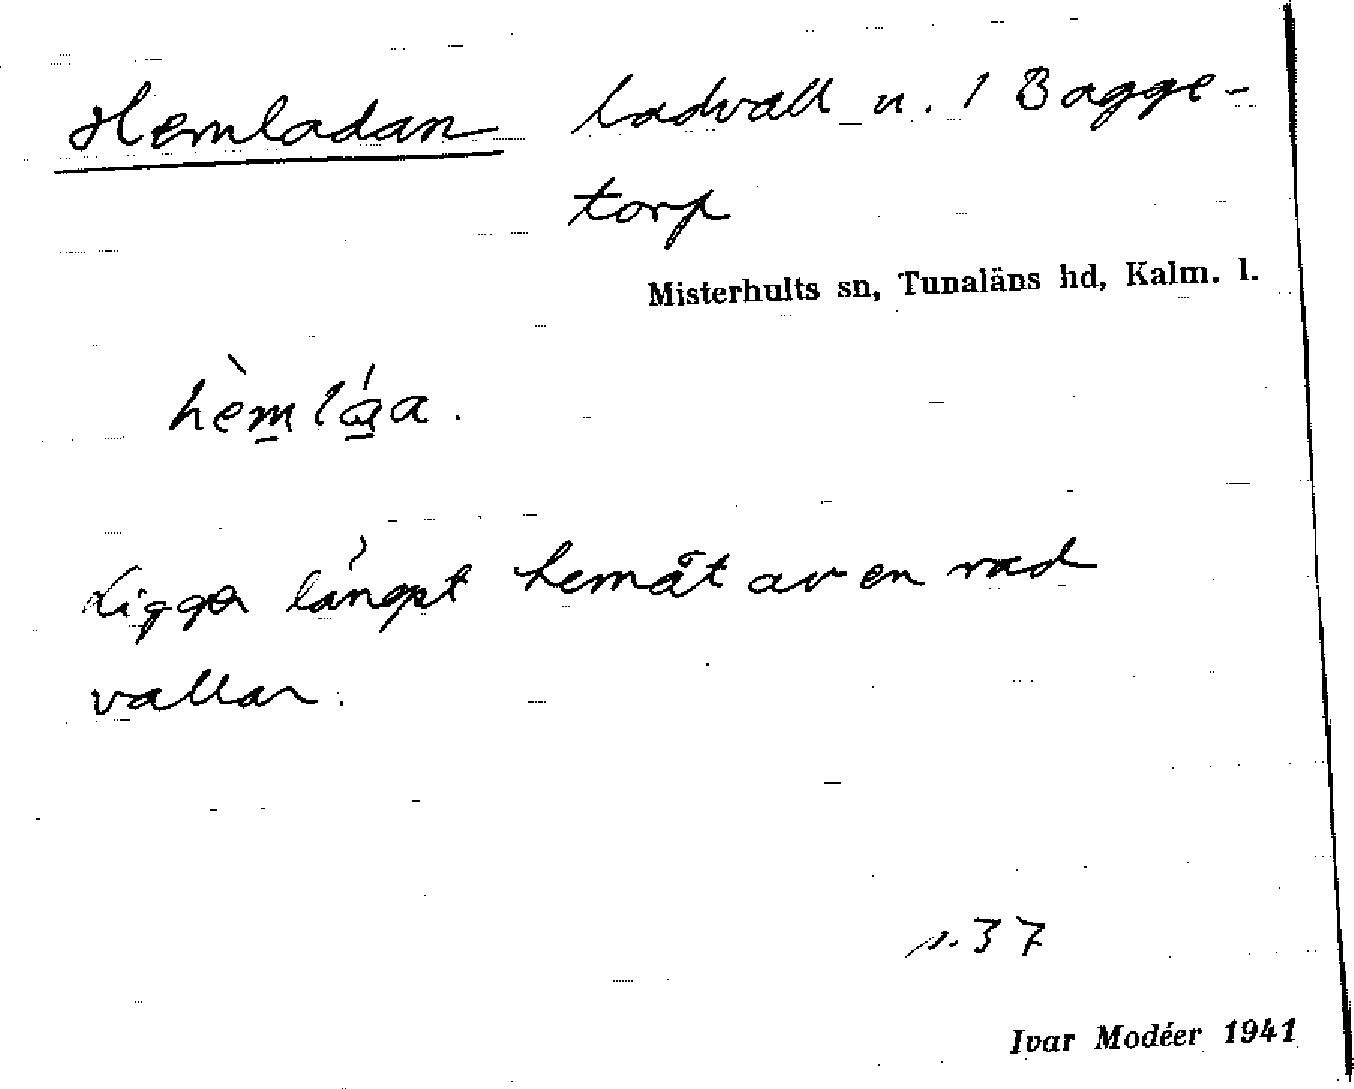 Hemladan ladvall u. 1 Bagge-
torp
Misterhults sn, Tunaläns hd, Kalm. l.
hèmláa.
Ligger längst hemåt av en rad
vallar.
s. 37
Ivar Modéer 1941